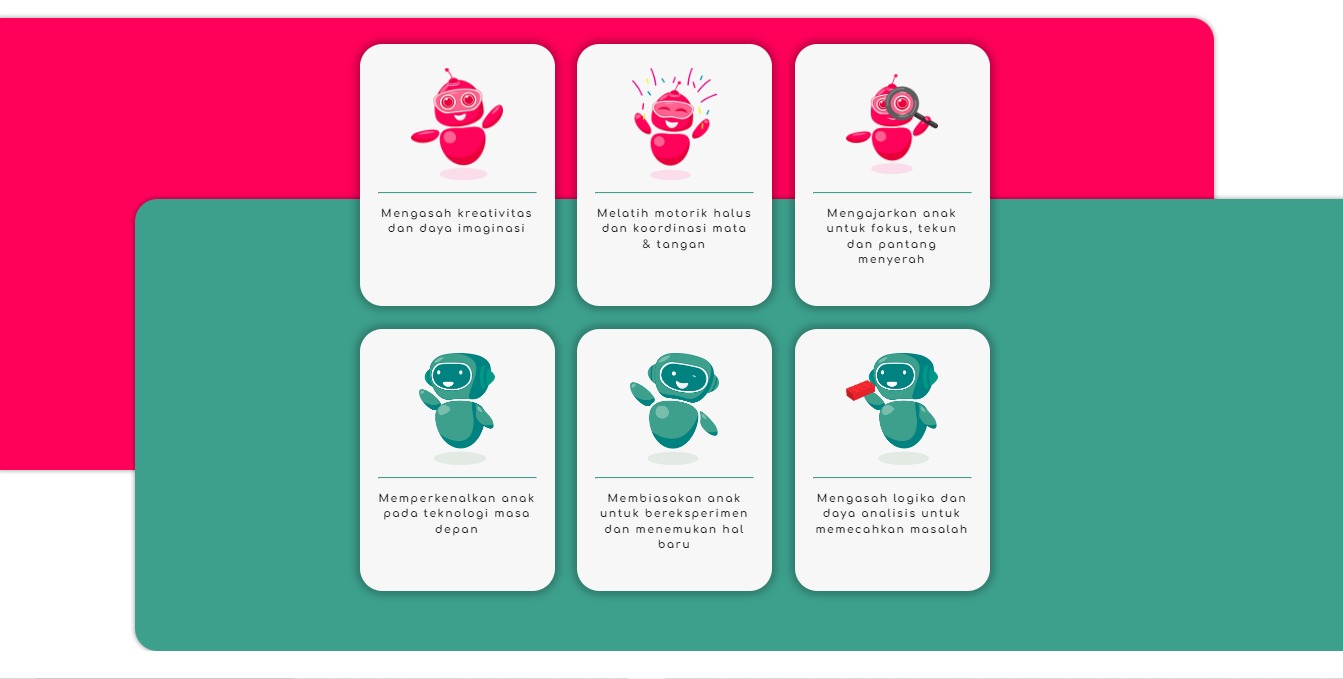 Mengasah kreativitas
dan daya imaginasi
Melatih motorik halus
dan koordinasi mata
& tangan
Mengajarkan anak
untuk fokus, tekun
dan pantang
menyerah
Memperkenalkan anak
pada teknologi masa
depan
Membiasakan anak
untuk bereksperimen
dan menemukan hal
baru
Mengasah logika dan
daya analisis untuk
memecahkan masalah